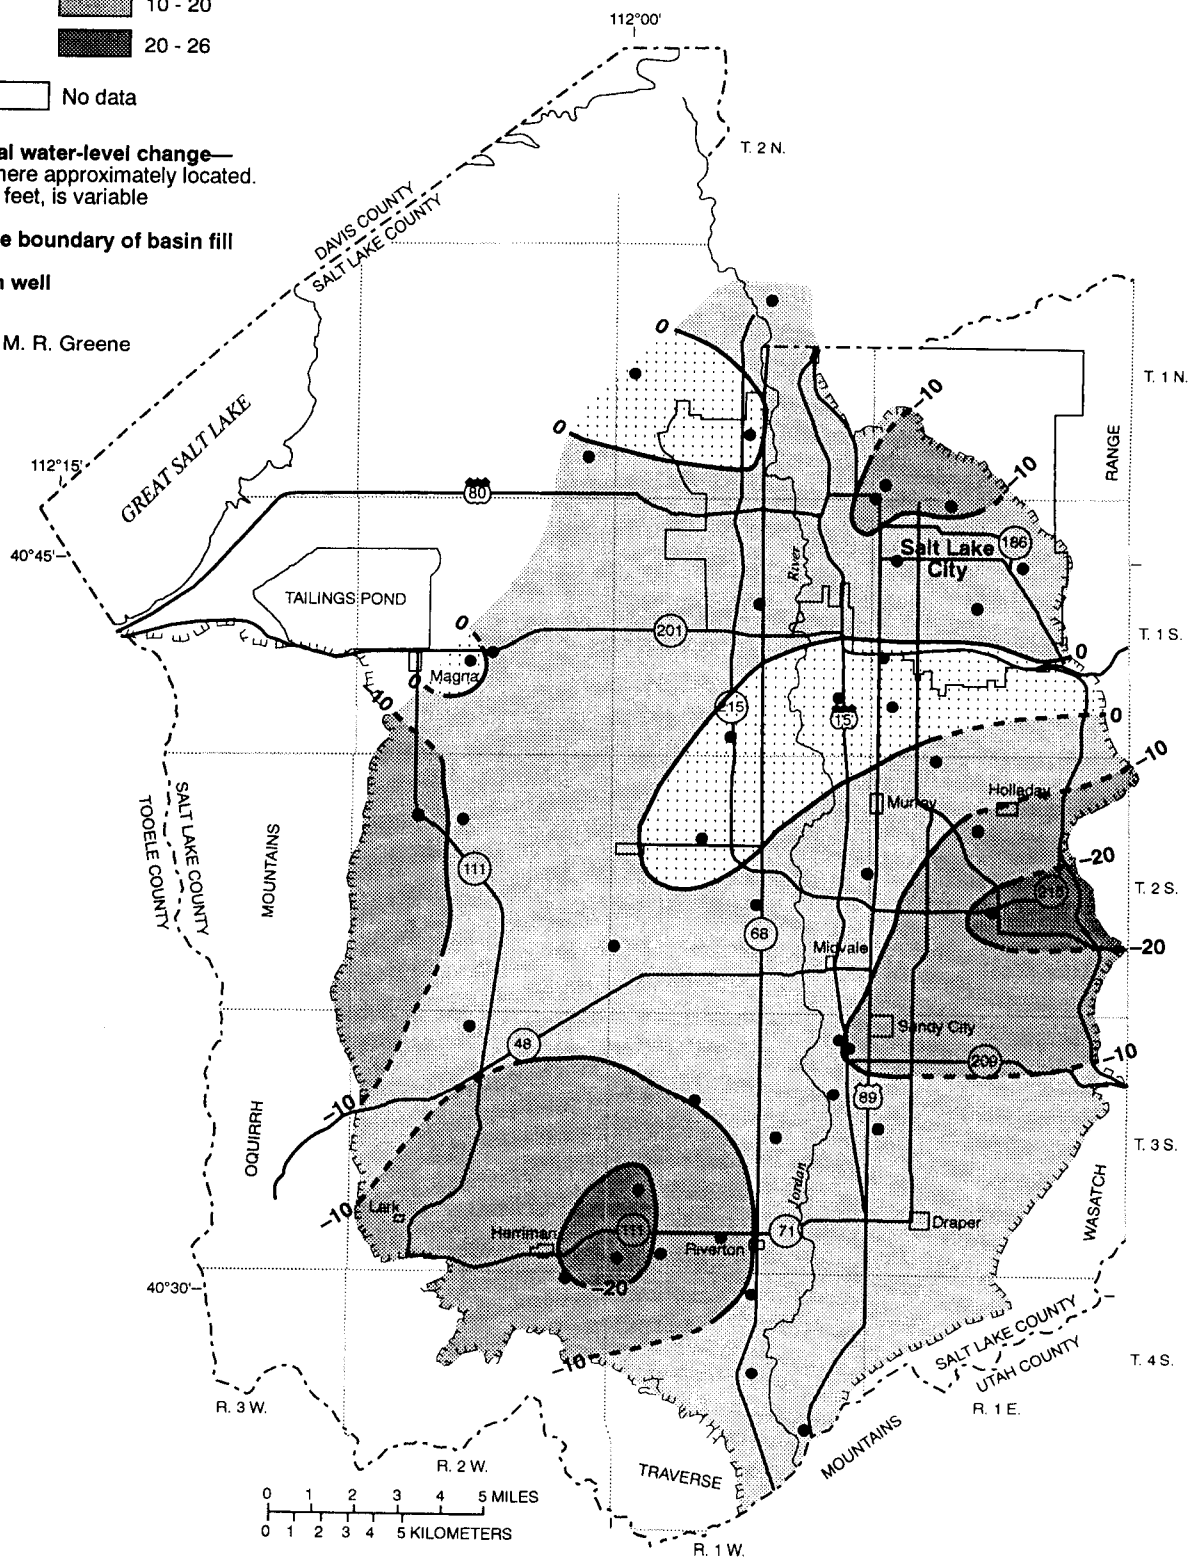 10 - 20
20 - 26
No data
al water-level change—
here approximately located.
feet, is variable
e boundary of basin fill
well
M. R. Greene
112°00'
T. 2 N.
DAVIS COUNTY
SALT LAKE COUNTY
GREAT SALT LAKE
112°15'
40°45'
0
0
-10
-10
T. 1 N.
RANGE
80
186
Salt Lake
City
River
TAILINGS POND
201
T. 1 S.
0
0
Magna
0
-10
215
15
0
-10
SALT LAKE COUNTY
TOOELE COUNTY
MOUNTAINS
Murray
Holladay
111
-20
215
T. 2 S.
68
Midvale
-20
Sandy City
48
209
-10
89
-10
OQUIRRH
T. 3 S.
Jordan
WASATCH
Lark
-10
Herriman
111
Riverton
71
Draper
-20
40°30'
-10
SALT LAKE COUNTY
UTAH COUNTY
T. 4 S.
R. 3 W.
R. 1 E.
MOUNTAINS
R. 2 W.
TRAVERSE
0 1 2 3 4 5 MILES
0 1 2 3 4 5 KILOMETERS
R. 1 W.